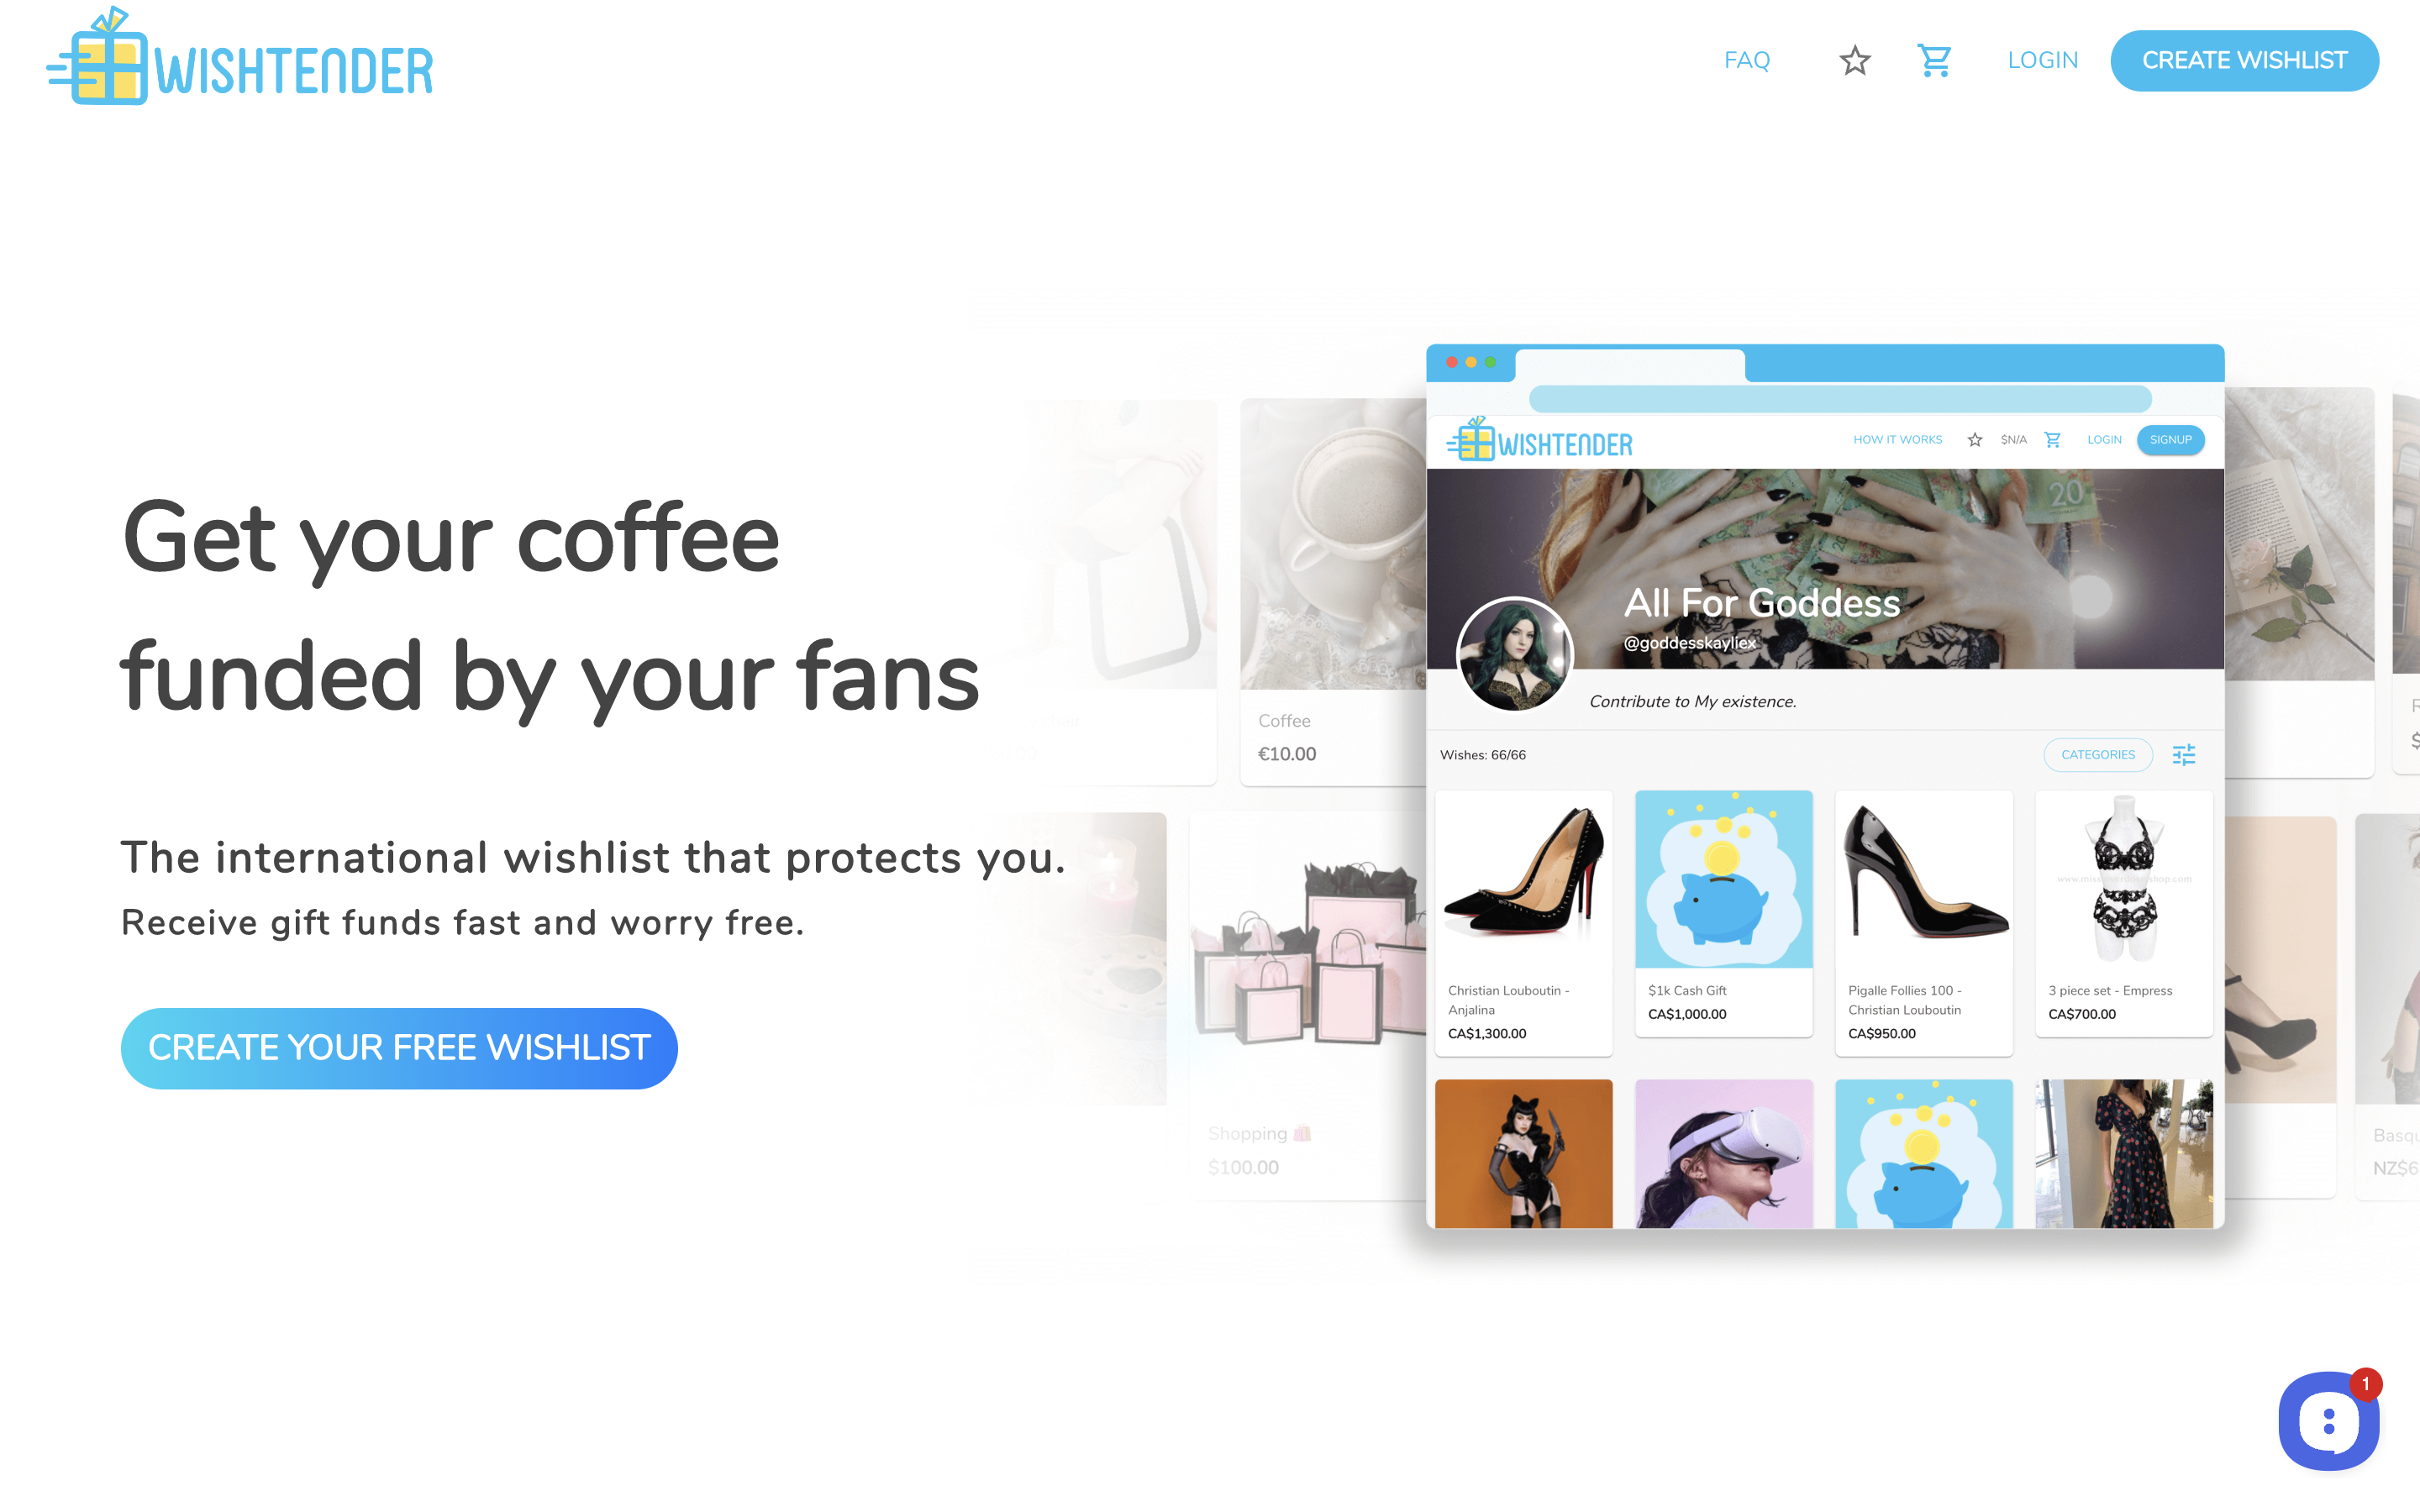 WISHTENDER
FAQ
LOGIN
CREATE WISHLIST
Get your coffee
funded by your fans
The international wishlist that protects you.
Receive gift funds fast and worry free.
CREATE YOUR FREE WISHLIST
Coffee
€10.00
Shopping 🛍️
$100.00
WISHTENDER
HOW IT WORKS
$N/A
LOGIN
SIGNUP
20
All For Goddess
@goddesskayliex
Contribute to My existence.
Wishes: 66/66
CATEGORIES
Christian Louboutin -
Anjalina
CA$1,300.00
$1k Cash Gift
CA$1,000.00
Pigalle Follies 100 -
Christian Louboutin
CA$950.00
3 piece set - Empress
CA$700.00
R
$
Basqu
NZ$6
1